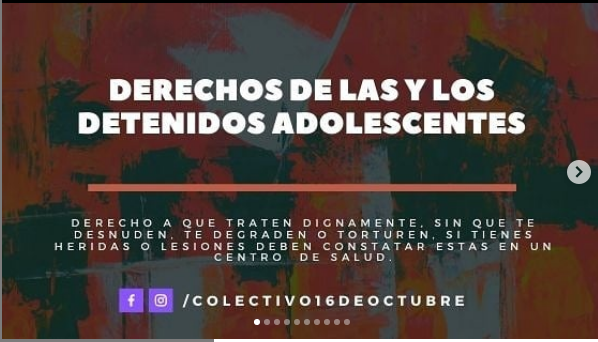 DERECHOS DE LAS Y LOS
DETENIDOS ADOLESCENTES
DERECHO A QUE TRATEN DIGNAMENTE, SIN QUE TE
DESNUDEN, TE DEGRADEN O TORTUREN, SI TIENES
HERIDAS O LESIONES DEBEN CONSTATAR ESTAS EN UN
CENTRO DE SALUD.
/COLECTIVO16DEOCTUBRE